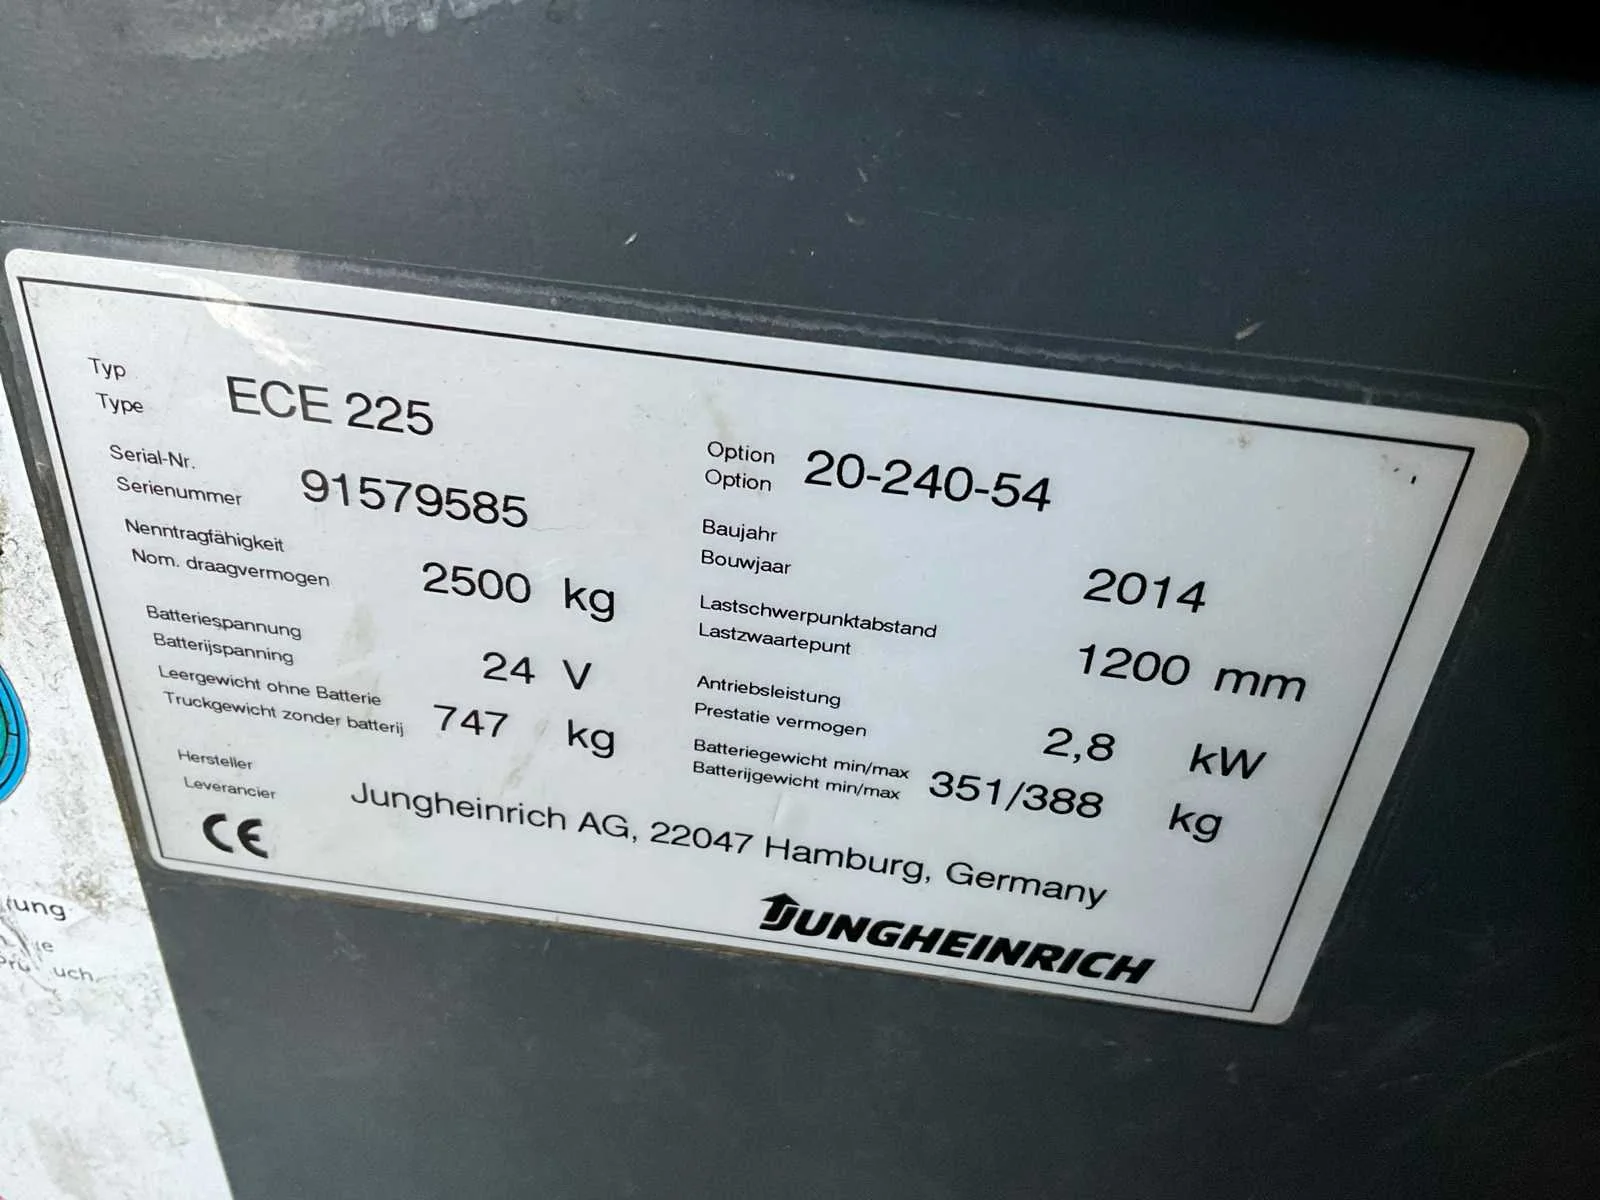 Typ
Type
ECE 225
Option
Option
20-240-54
Serial-Nr.
Serienummer
91579585
Baujahr
Bouwjaar
2014
Nenntragfähigkeit
Nom. draagvermogen
2500 kg
Lastschwerpunktabstand
Lastzwaartepunt
1200 mm
Batteriespannung
Batterijspanning
24 V
Antriebsleistung
Prestatie vermogen
2,8 kW
Leergewicht ohne Batterie
Truckgewicht zonder batterij
747 kg
Batteriegewicht min/max
Batterijgewicht min/max
351/388 kg
Hersteller
Leverancier
Jungheinrich AG, 22047 Hamburg, Germany
CE
JUNGHEINRICH